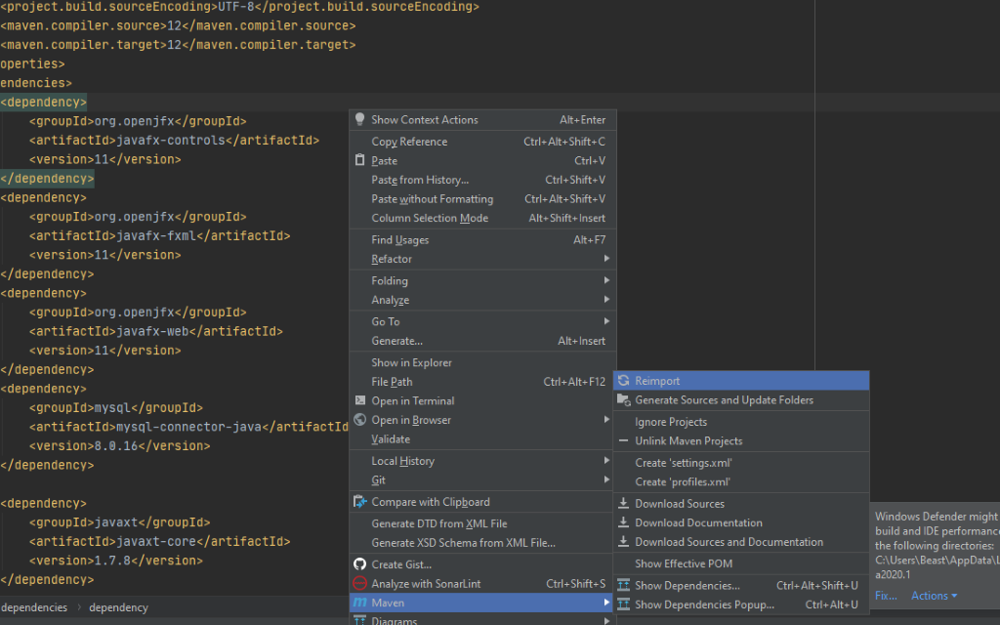 <project.build.sourceEncoding>UTF-8</project.build.sourceEncoding>
<maven.compiler.source>12</maven.compiler.source>
<maven.compiler.target>12</maven.compiler.target>
operties>
endencies>
<dependency>
<groupId>org.openjfx</groupId>
<artifactId>javafx-controls</artifactId>
<version>11</version>
</dependency>
<dependency>
<groupId>org.openjfx</groupId>
<artifactId>javafx-fxml</artifactId>
<version>11</version>
</dependency>
<dependency>
<groupId>org.openjfx</groupId>
<artifactId>javafx-web</artifactId>
<version>11</version>
</dependency>
<dependency>
<groupId>mysql</groupId>
<artifactId>mysql-connector-java</artifactId
<version>8.0.16</version>
</dependency>
<dependency>
<groupId>javaxt</groupId>
<artifactId>javaxt-core</artifactId>
<version>1.7.8</version>
</dependency>
dependencies > dependency
Show Context Actions Alt+Enter
Copy Reference Ctrl+Alt+Shift+C
Paste Ctrl+V
Paste from History... Ctrl+Shift+V
Paste without Formatting Ctrl+Alt+Shift+V
Column Selection Mode Alt+Shift+Insert
Find Usages Alt+F7
Refactor
Folding
Analyze
Go To
Generate... Alt+Insert
Show in Explorer
File Path Ctrl+Alt+F12
Open in Terminal
Open in Browser
Validate
Local History
Git
Compare with Clipboard
Generate DTD from XML File
Generate XSD Schema from XML File...
Create Gist...
Analyze with SonarLint Ctrl+Shift+S
Maven
Diagrams
Reimport
Generate Sources and Update Folders
Ignore Projects
Unlink Maven Projects
Create 'settings.xml'
Create 'profiles.xml'
Download Sources
Download Documentation
Download Sources and Documentation
Show Effective POM
Show Dependencies... Ctrl+Alt+Shift+U
Show Dependencies Popup... Ctrl+Alt+U
Windows Defender might
build and IDE performance
the following directories:
C:\Users\Beast\AppData\L
a2020.1
Fix... Actions